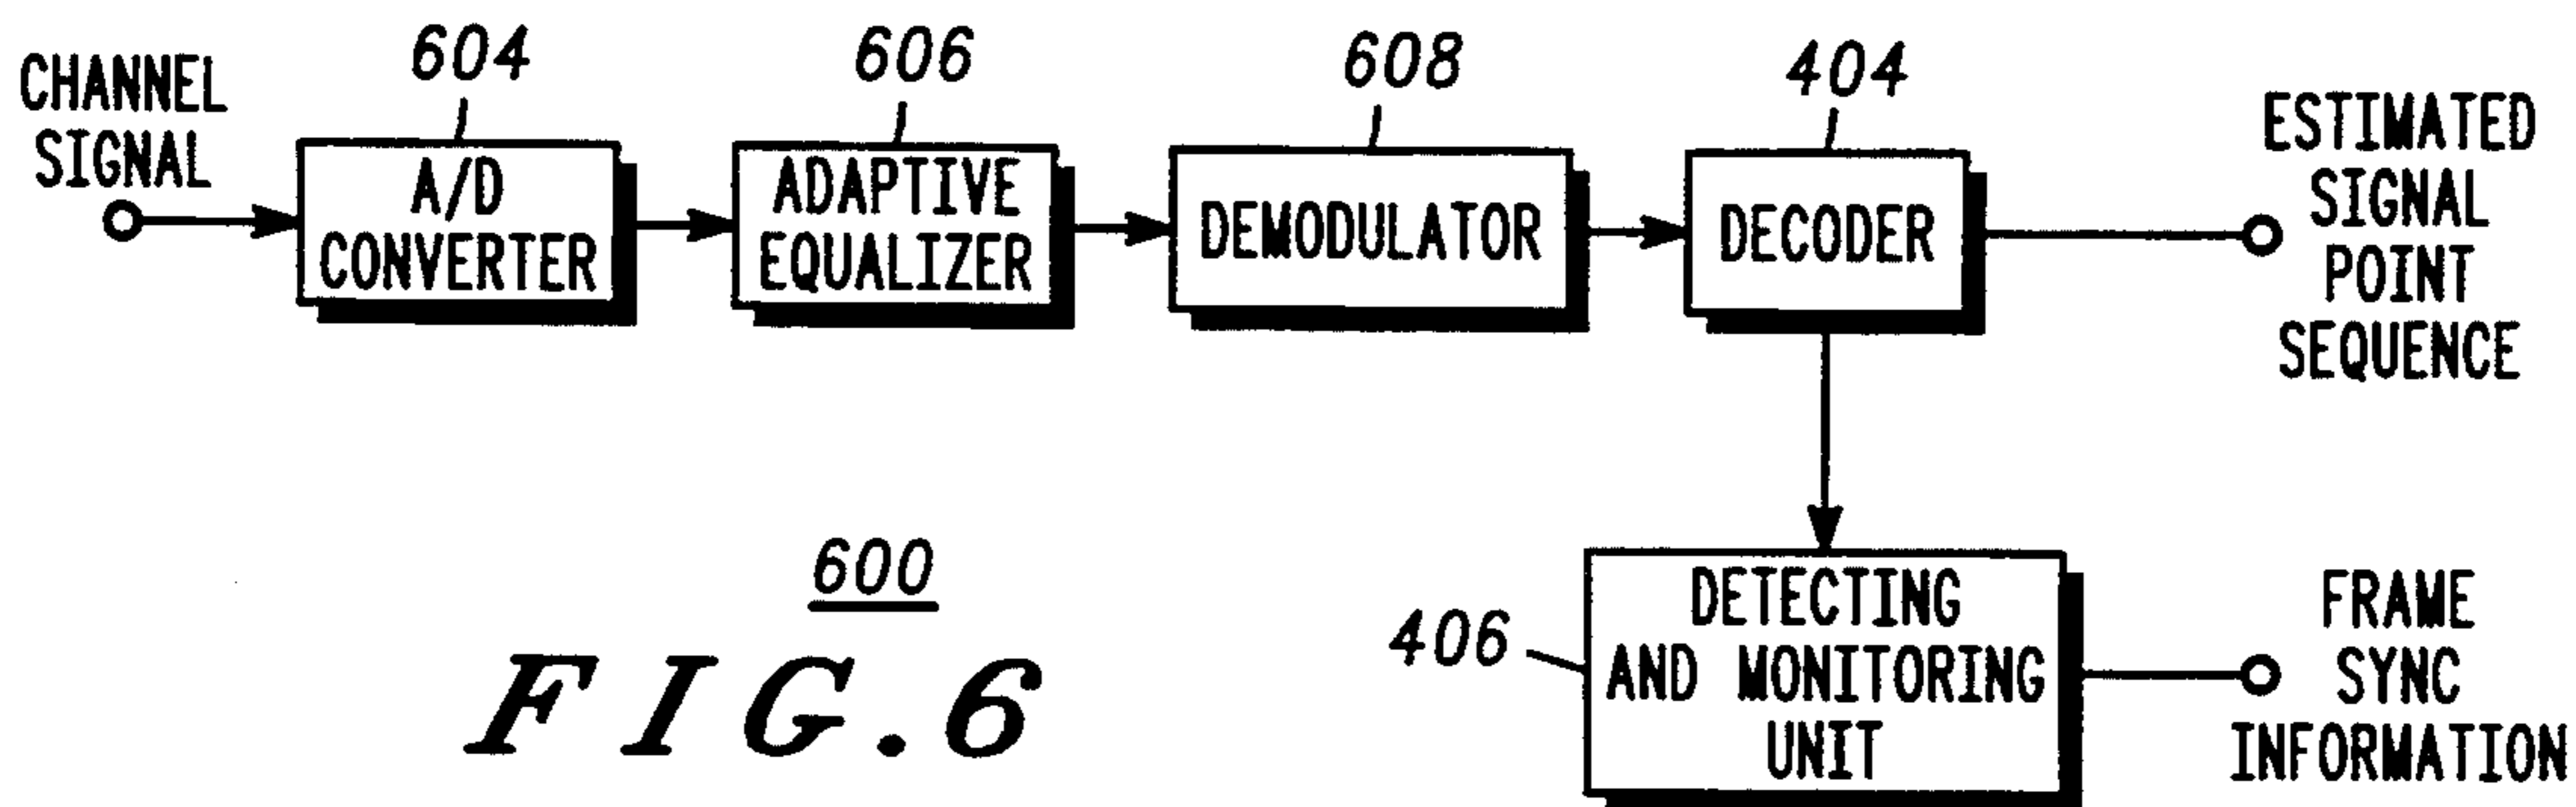 604
606
608
404
CHANNEL
SIGNAL
A/D
CONVERTER
ADAPTIVE
EQUALIZER
DEMODULATOR
DECODER
ESTIMATED
SIGNAL
POINT
SEQUENCE
406
DETECTING
AND MONITORING
UNIT
FRAME
SYNC
INFORMATION
600
FIG.6